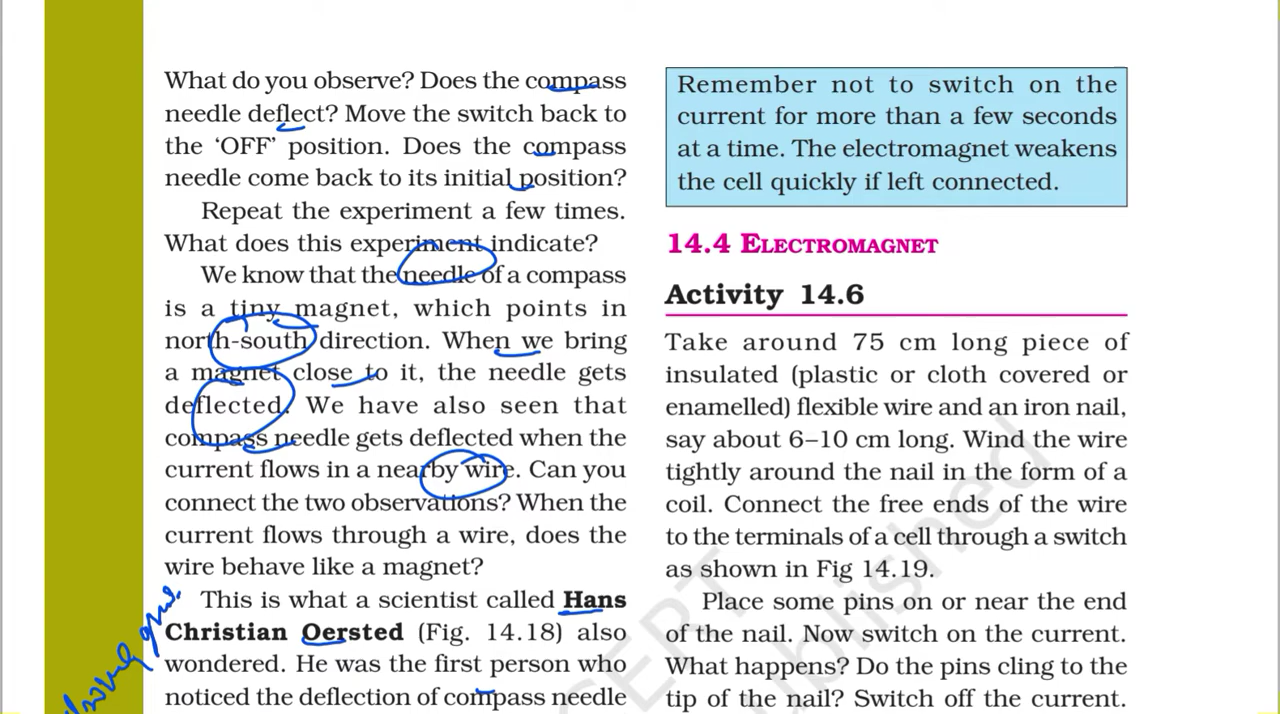 What do you observe? Does the compass
needle deflect? Move the switch back to
the ‘OFF’ position. Does the compass
needle come back to its initial position?
Repeat the experiment a few times.
What does this experiment indicate?
We know that the needle of a compass
is a tiny magnet, which points in
north-south direction. When we bring
a magnet close to it, the needle gets
deflected. We have also seen that
compass needle gets deflected when the
current flows in a nearby wire. Can you
connect the two observations? When the
current flows through a wire, does the
wire behave like a magnet?
This is what a scientist called Hans
Christian Oersted (Fig. 14.18) also
wondered. He was the first person who
noticed the deflection of compass needle
Remember not to switch on the
current for more than a few seconds
at a time. The electromagnet weakens
the cell quickly if left connected.
14.4 ELECTROMAGNET
Activity 14.6
Take around 75 cm long piece of
insulated (plastic or cloth covered or
enamelled) flexible wire and an iron nail,
say about 6–10 cm long. Wind the wire
tightly around the nail in the form of a
coil. Connect the free ends of the wire
to the terminals of a cell through a switch
as shown in Fig 14.19.
Place some pins on or near the end
of the nail. Now switch on the current.
What happens? Do the pins cling to the
tip of the nail? Switch off the current.